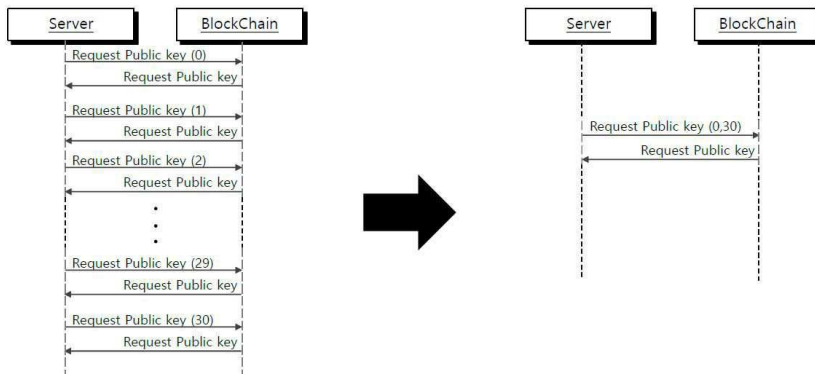 Server
BlockChain
Request Public key (0)
Request Public key
Request Public key (1)
Request Public key
Request Public key (2)
Request Public key
Request Public key (29)
Request Public key
Request Public key (30)
Request Public key
Server
BlockChain
Request Public key (0,30)
Request Public key